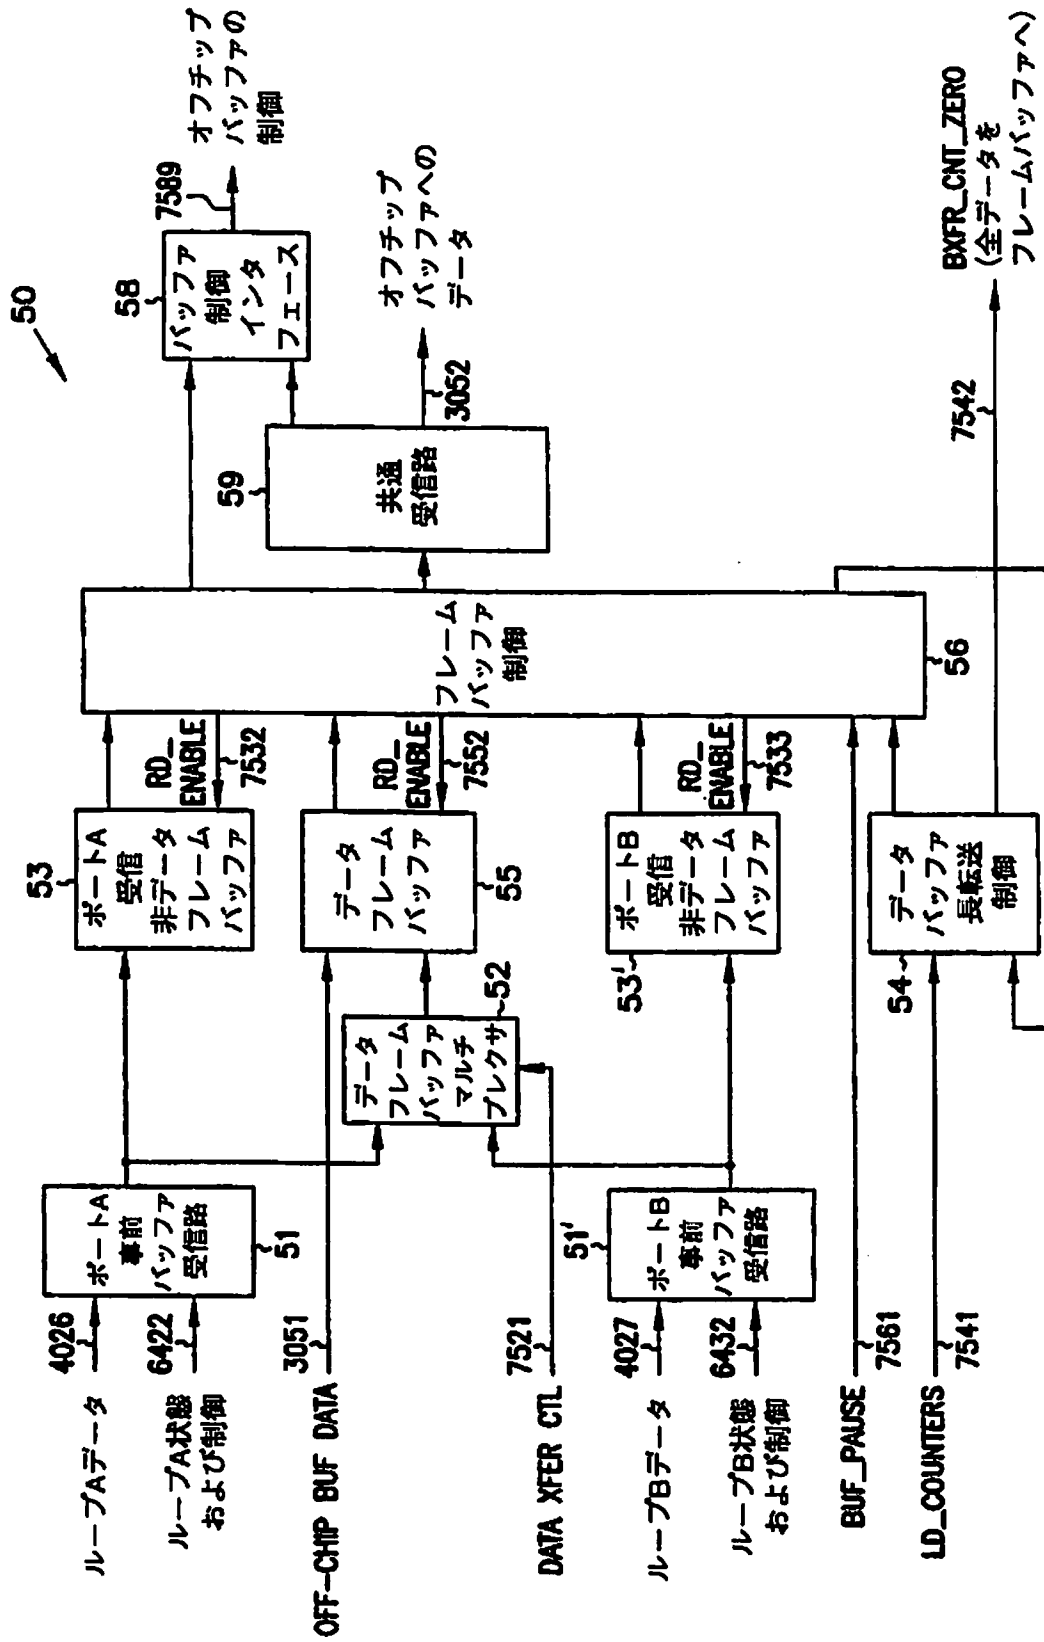 50
ループAデータ
4026
6422
ループA状態
および制御
ポートA
事前
バッファ
受信路
51
53
ポートA
受信
非データ
フレーム
バッファ
RD_
ENABLE
7532
OFF-CHIP BUF DATA
3051
データ
フレーム
バッファ
マルチ
プレクサ
52
データ
フレーム
バッファ
55
RD_
ENABLE
7552
DATA XFER CTL
7521
ループBデータ
4027
6432
ループB状態
および制御
51'
ポートB
事前
バッファ
受信路
53'
ポートB
受信
非データ
フレーム
バッファ
RD_
ENABLE
7533
BUF_PAUSE
7561
LD_COUNTERS
7541
54
データ
バッファ
長転送
制御
フレーム
バッファ
制御
56
59
共通
受信路
3052
オフチップ
バッファへの
データ
58
バッファ
制御
インタ
フェース
7589
オフチップ
バッファの
制御
7542
BXFR_CNT_ZERO
(全データを
フレームバッファへ)